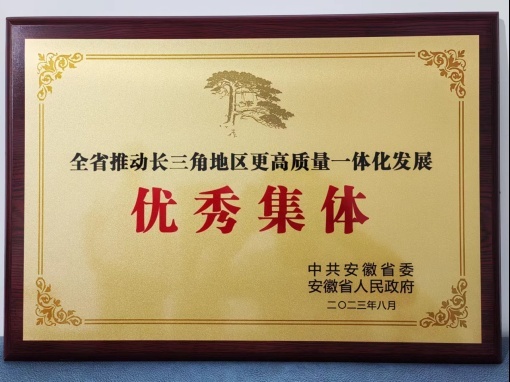 全省推动长三角地区更高质量一体化发展
优秀集体
中共安徽省委
安徽省人民政府
二〇二三年八月